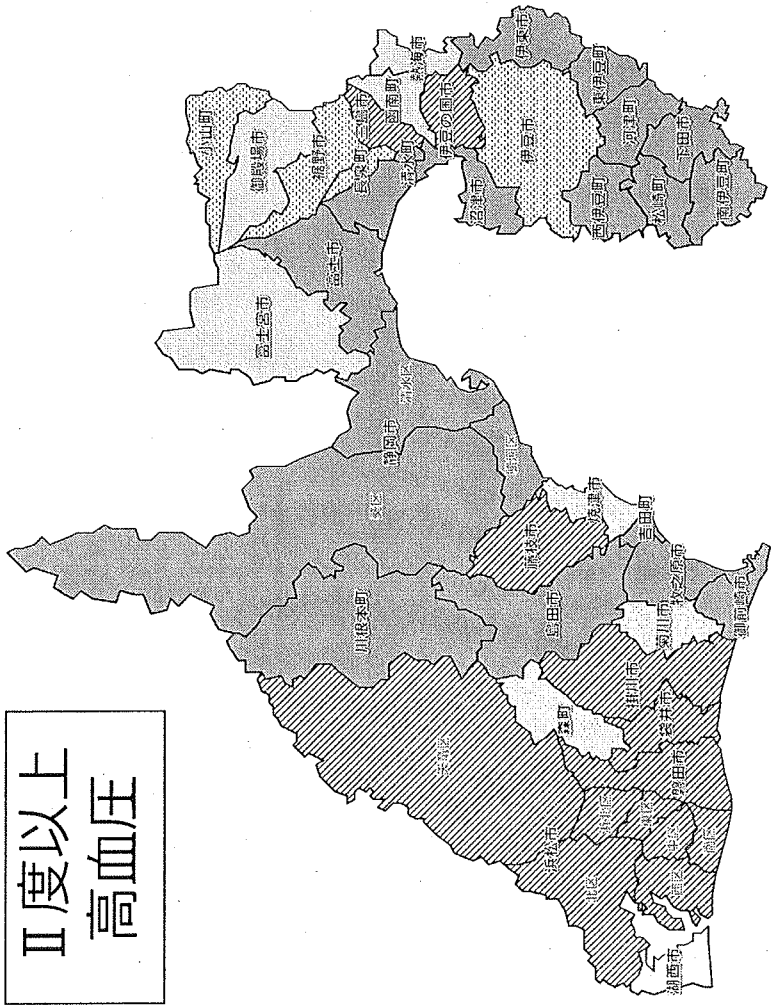 Ⅱ度以上
高血圧
小山町
御殿場市
裾野市
長泉町
三島市
函南町
熱海市
清水町
伊豆の国市
伊東市
沼津市
伊豆市
東伊豆町
西伊豆町
河津町
松崎町
下田市
南伊豆町
富士宮市
富士市
静岡市
清水区
葵区
駿河区
川根本町
島田市
藤枝市
焼津市
吉田町
牧之原市
菊川市
御前崎市
掛川市
森町
袋井市
磐田市
浜松市
天竜区
浜北区
北区
東区
中区
西区
南区
湖西市